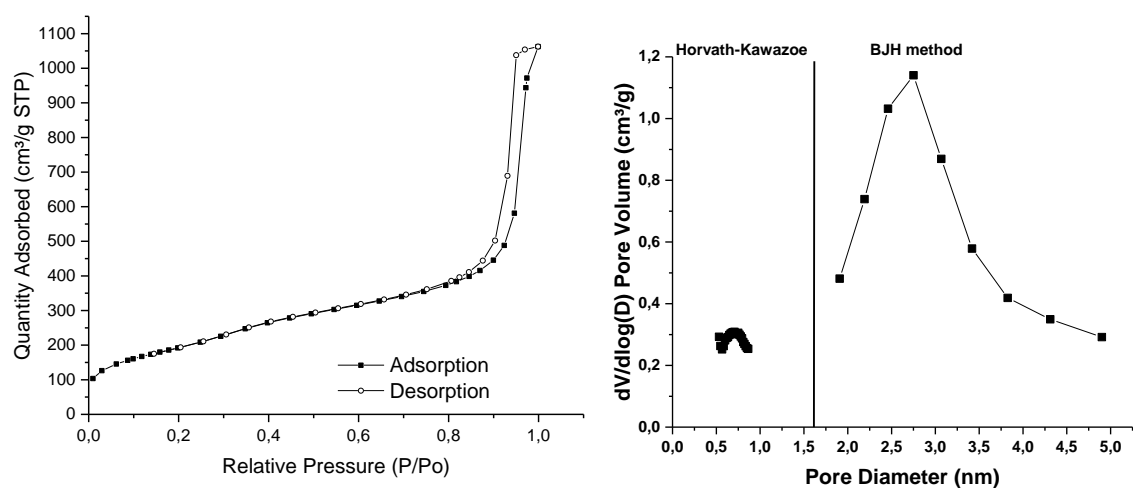 Quantity Adsorbed (cm³/g STP)
1100
1000
900
800
700
600
500
400
300
200
100
0
0,0 0,2 0,4 0,6 0,8 1,0
Relative Pressure (P/Po)
Adsorption
Desorption
Horvath-Kawazoe BJH method
dV/dlog(D) Pore Volume (cm³/g)
1,2
1,0
0,8
0,6
0,4
0,2
0,0
0,0 0,5 1,0 1,5 2,0 2,5 3,0 3,5 4,0 4,5 5,0
Pore Diameter (nm)